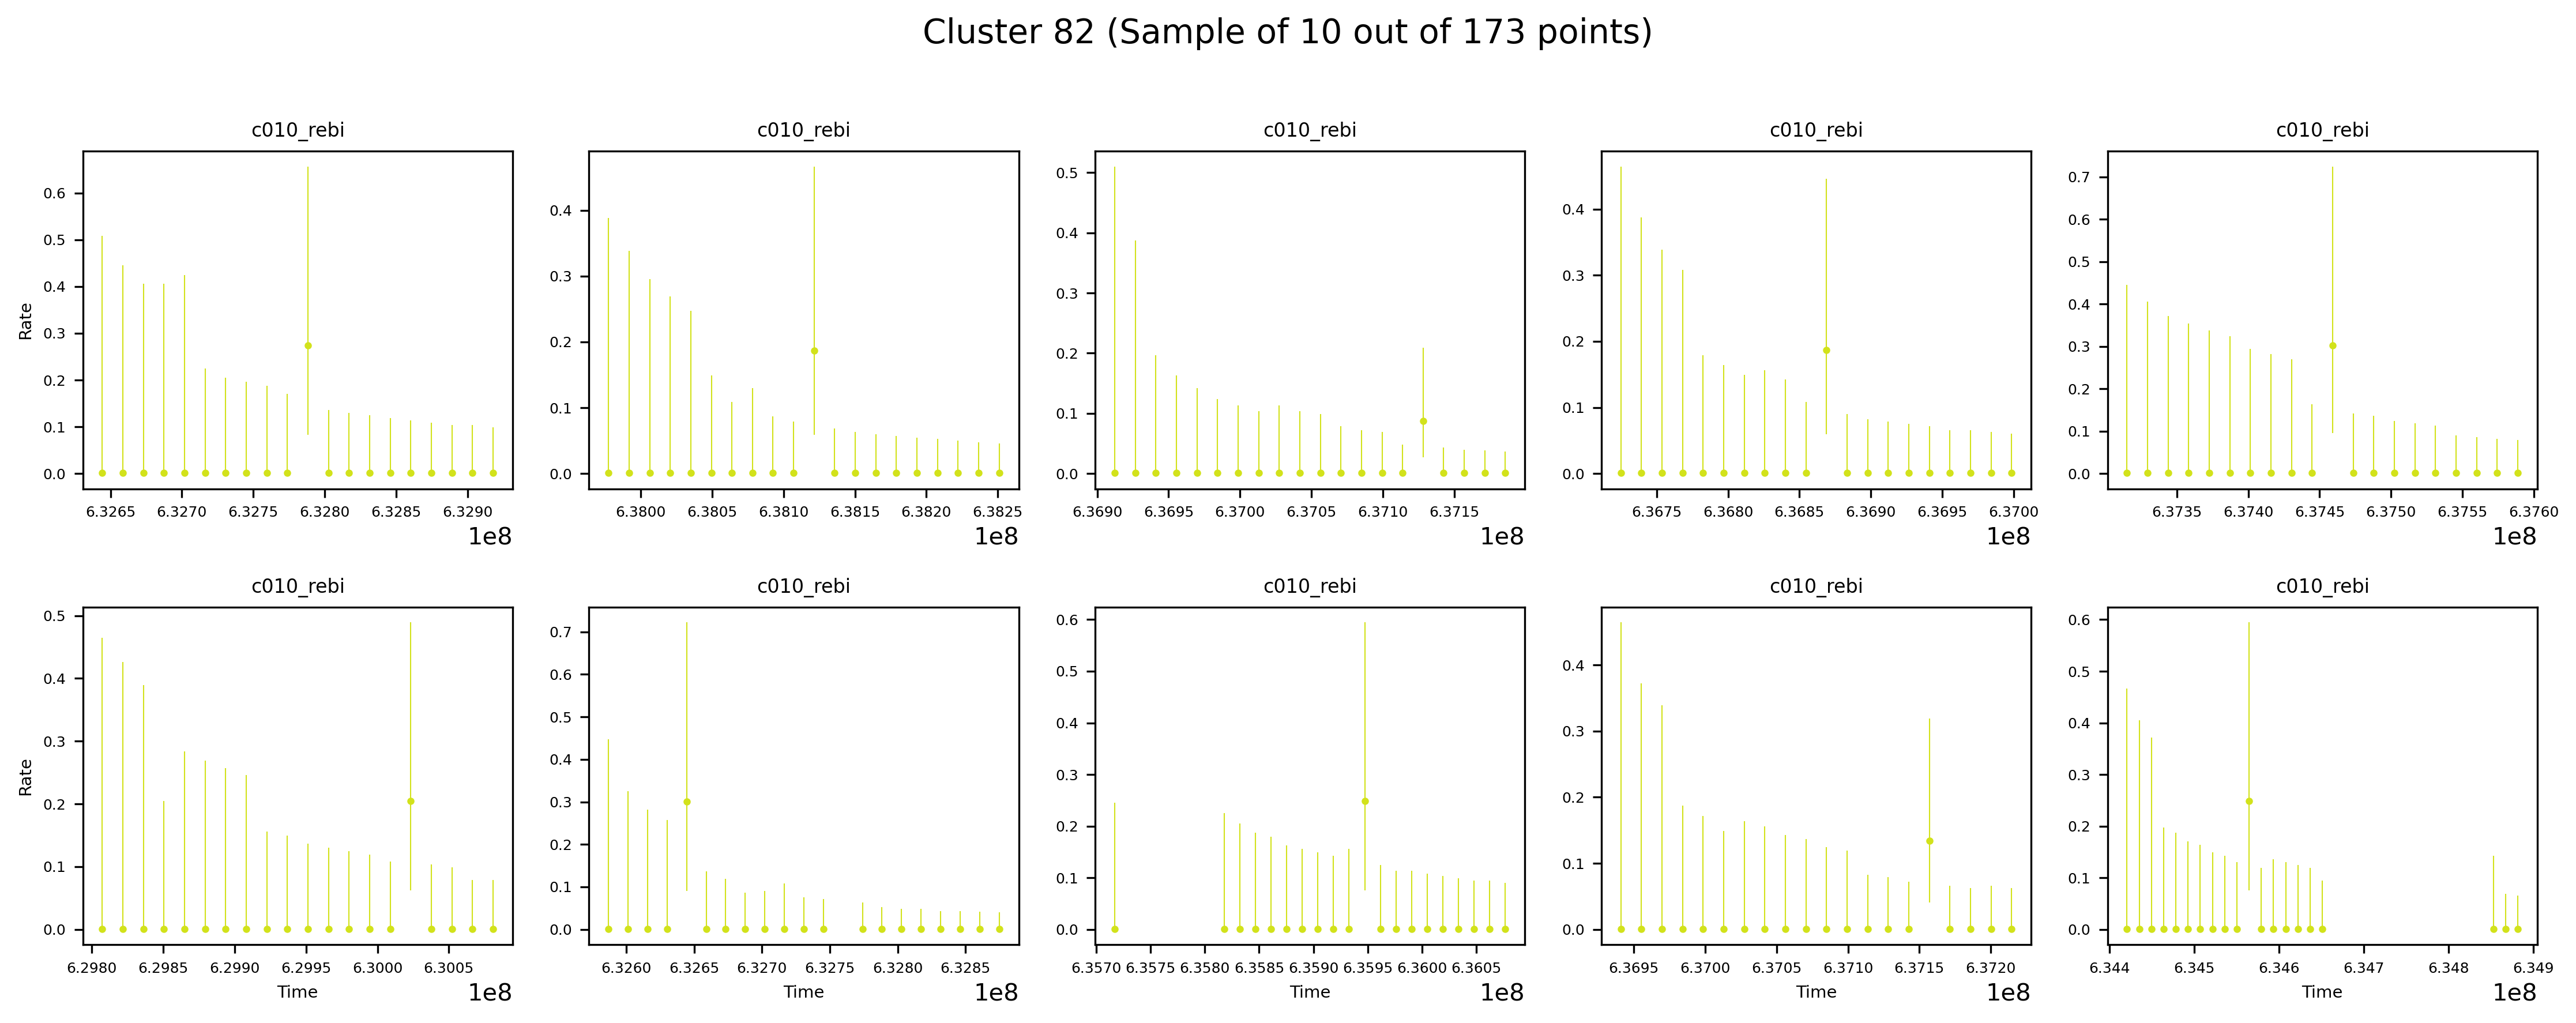 Cluster 82 (Sample of 10 out of 173 points)
c010_rebi c010_rebi c010_rebi c010_rebi c010_rebi
Rate
0.6 0.5 0.4 0.3 0.2 0.1 0.0
6.3265 6.3270 6.3275 6.3280 6.3285 6.3290
1e8
0.4 0.3 0.2 0.1 0.0
6.3800 6.3805 6.3810 6.3815 6.3820 6.3825
1e8
0.5 0.4 0.3 0.2 0.1 0.0
6.3690 6.3695 6.3700 6.3705 6.3710 6.3715
1e8
0.4 0.3 0.2 0.1 0.0
6.3675 6.3680 6.3685 6.3690 6.3695 6.3700
1e8
0.7 0.6 0.5 0.4 0.3 0.2 0.1 0.0
6.3735 6.3740 6.3745 6.3750 6.3755 6.3760
1e8
c010_rebi c010_rebi c010_rebi c010_rebi c010_rebi
Rate
0.5 0.4 0.3 0.2 0.1 0.0
6.2980 6.2985 6.2990 6.2995 6.3000 6.3005
Time 1e8
0.7 0.6 0.5 0.4 0.3 0.2 0.1 0.0
6.3260 6.3265 6.3270 6.3275 6.3280 6.3285
Time 1e8
0.6 0.5 0.4 0.3 0.2 0.1 0.0
6.3570 6.3575 6.3580 6.3585 6.3590 6.3595 6.3600 6.3605
Time 1e8
0.4 0.3 0.2 0.1 0.0
6.3695 6.3700 6.3705 6.3710 6.3715 6.3720
Time 1e8
0.6 0.5 0.4 0.3 0.2 0.1 0.0
6.344 6.345 6.346 6.347 6.348 6.349
Time 1e8